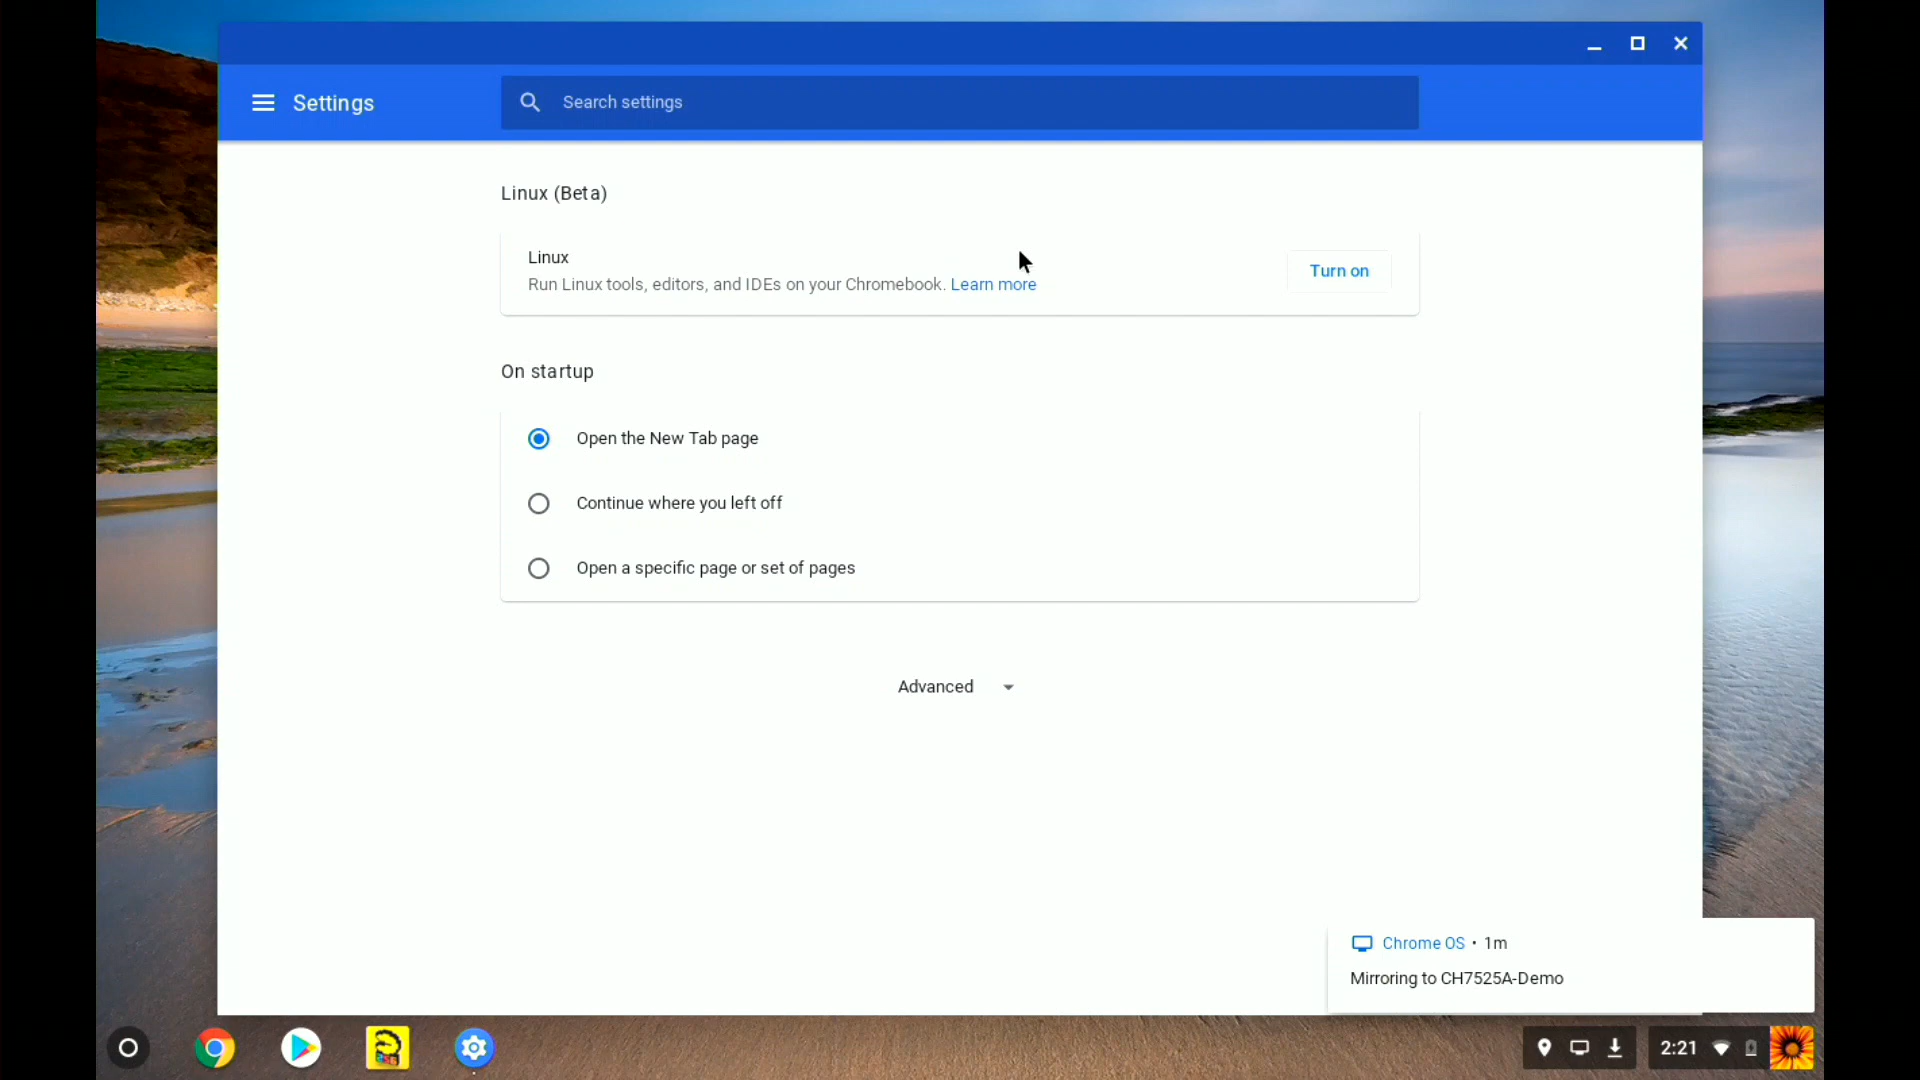 Settings
Search settings
Linux (Beta)
Linux
Run Linux tools, editors, and IDEs on your Chromebook. Learn more
Turn on
On startup
Open the New Tab page
Continue where you left off
Open a specific page or set of pages
Advanced
Chrome OS • 1m
Mirroring to CH7525A-Demo
2:21